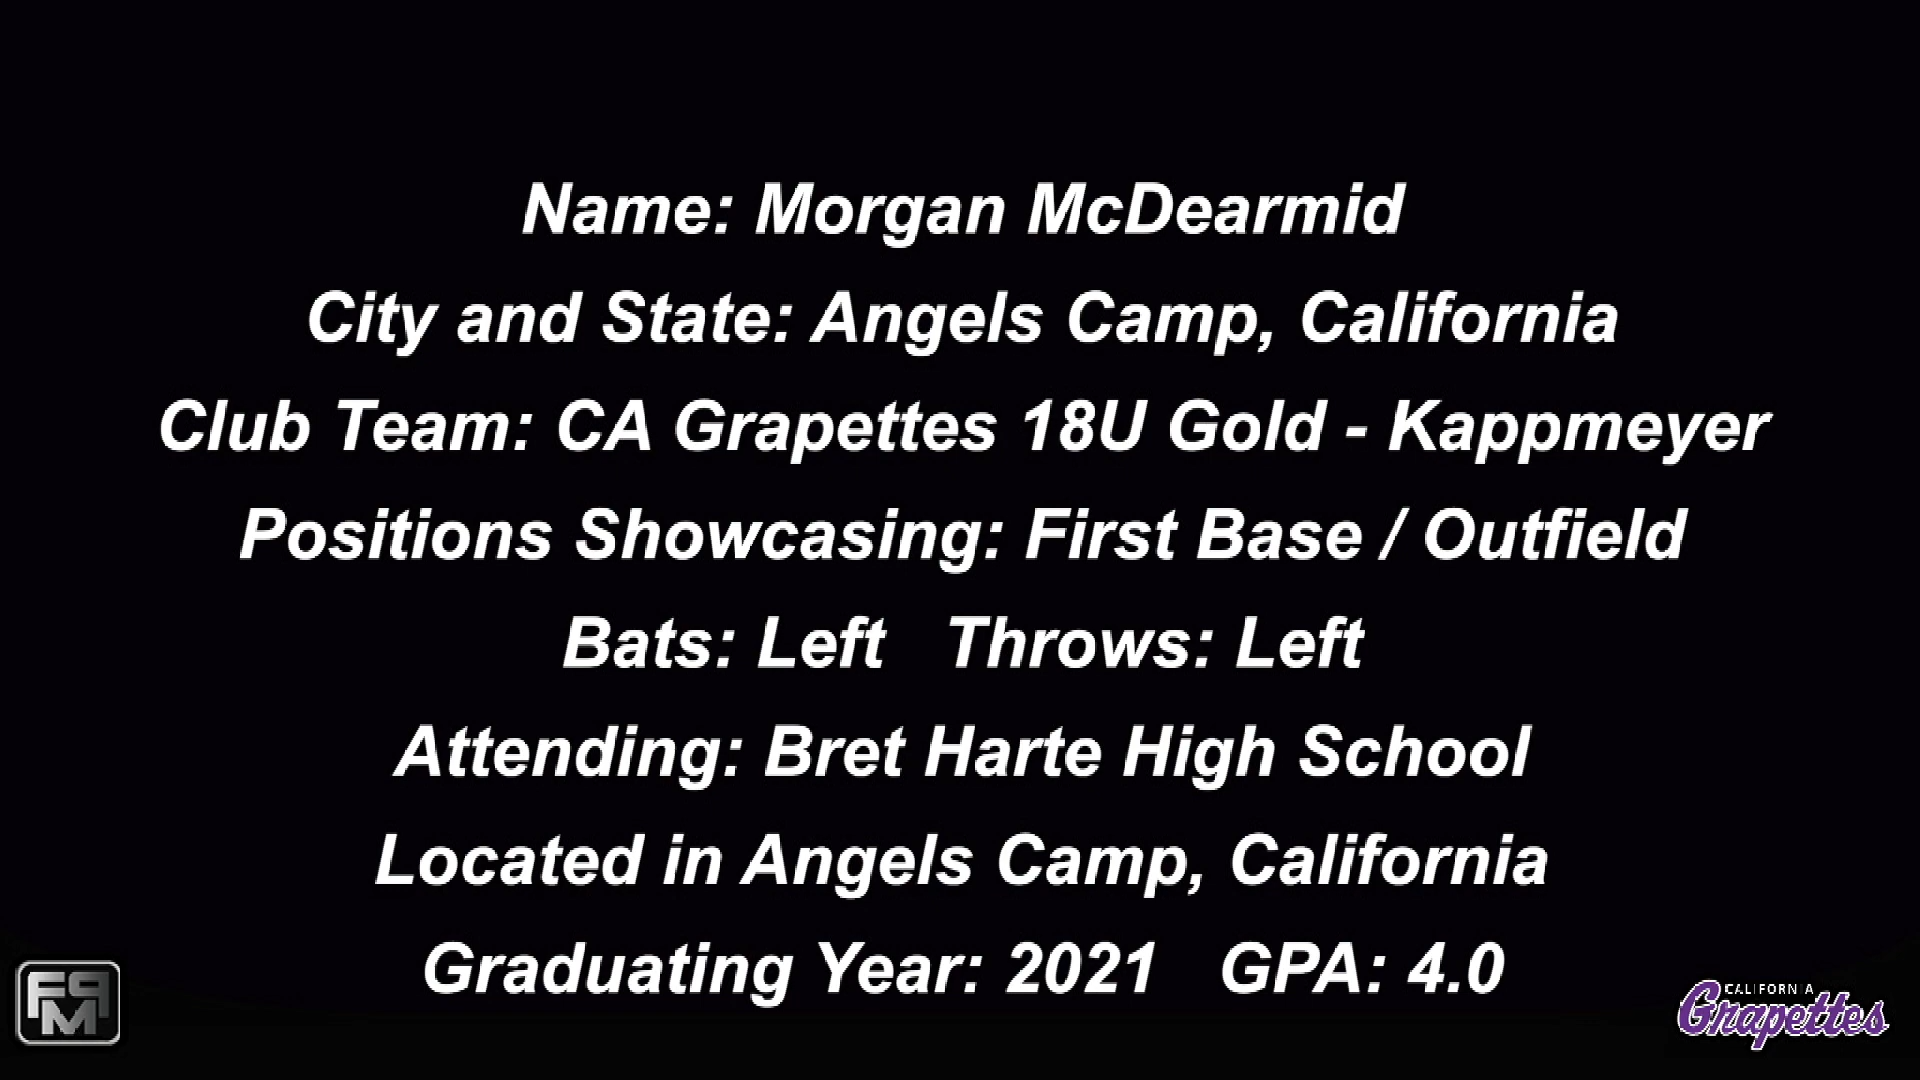 Name: Morgan McDearmid
City and State: Angels Camp, California
Club Team: CA Grapettes 18U Gold - Kappmeyer
Positions Showcasing: First Base / Outfield
Bats: Left   Throws: Left
Attending: Bret Harte High School
Located in Angels Camp, California
Graduating Year: 2021   GPA: 4.0
FPM
CALIFORNIA
Grapettes